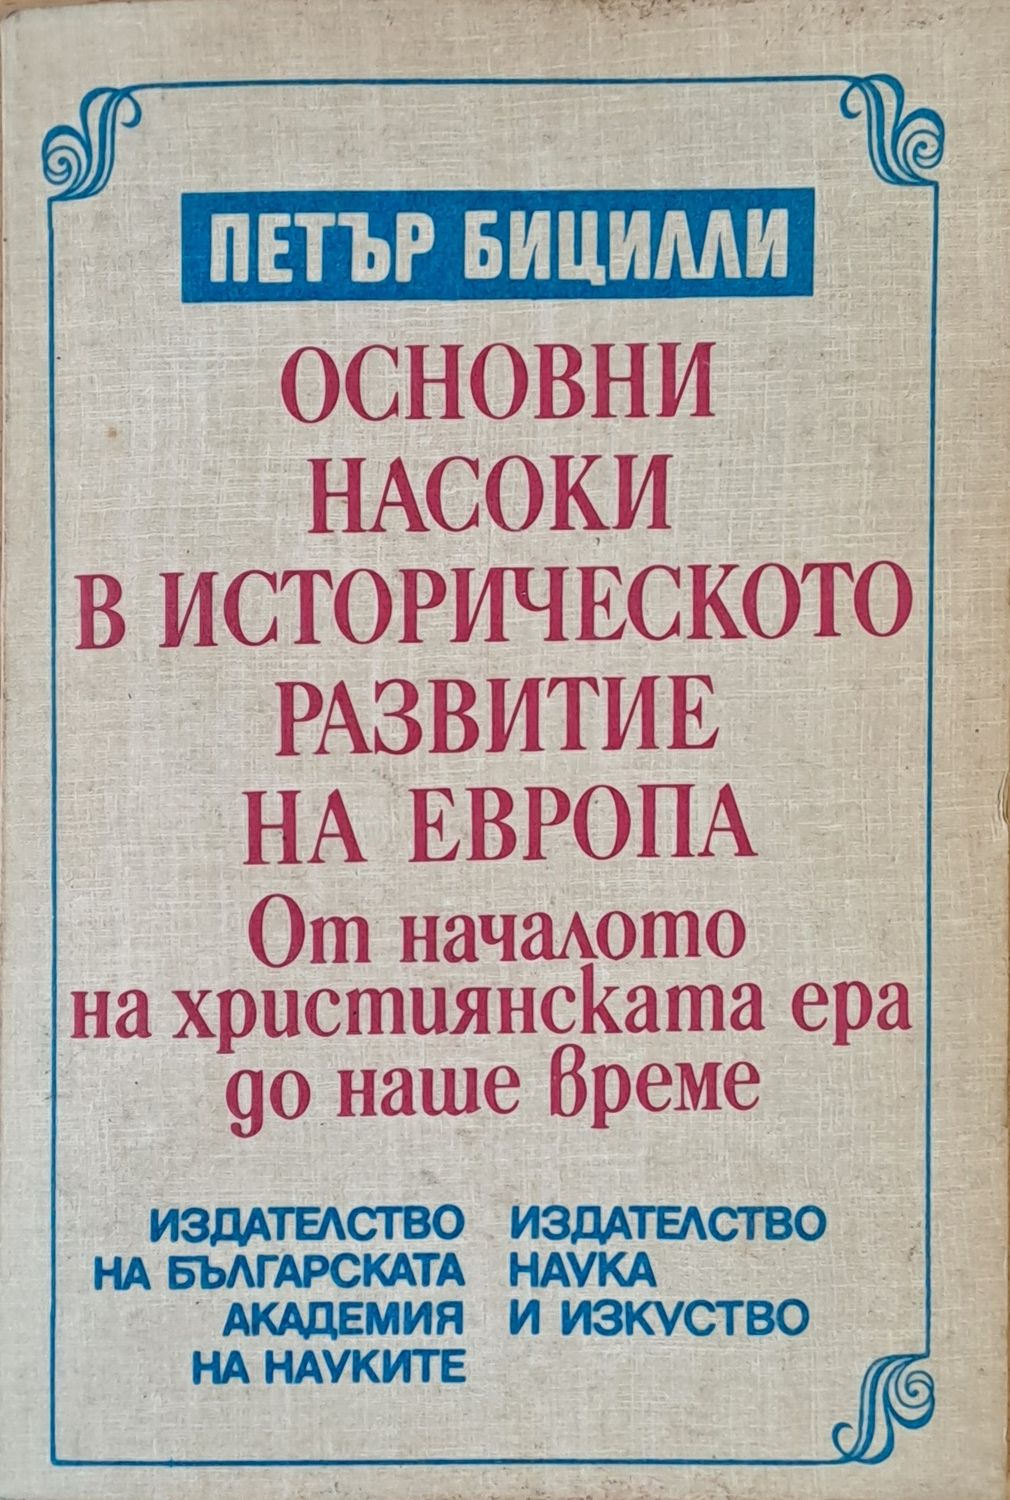 ПЕТЪР БИЦИЛЛИ
ОСНОВНИ
НАСОКИ
В ИСТОРИЧЕСКОТО
РАЗВИТИЕ
НА ЕВРОПА
От началото
на християнската ера
до наше време
ИЗДАТЕЛСТВО
НА БЪЛГАРСКАТА
АКАДЕМИЯ
НА НАУКИТЕ
ИЗДАТЕЛСТВО
НАУКА
И ИЗКУСТВО